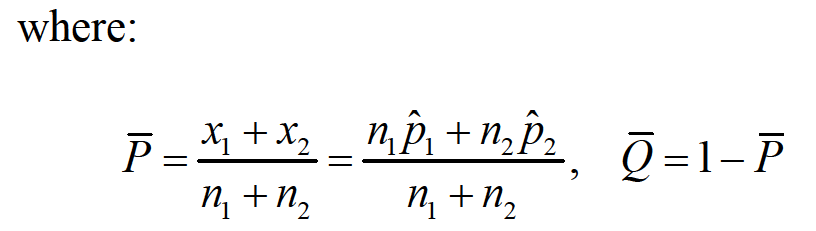 where:
P̄ = (x₁ + x₂) / (n₁ + n₂) = (n₁p̂₁ + n₂p̂₂) / (n₁ + n₂), Q̄ = 1 − P̄